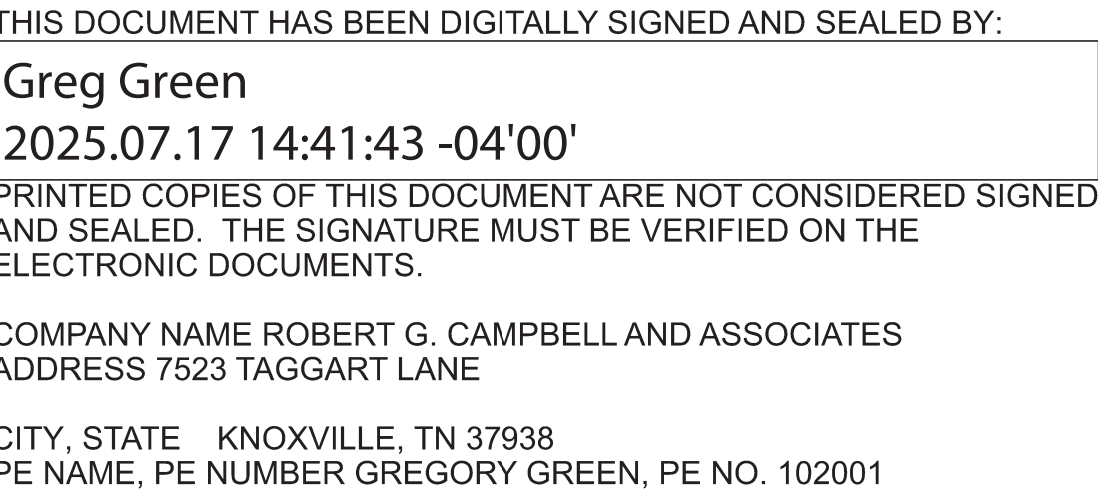 THIS DOCUMENT HAS BEEN DIGITALLY SIGNED AND SEALED BY:
Greg Green
2025.07.17 14:41:43 -04'00'
PRINTED COPIES OF THIS DOCUMENT ARE NOT CONSIDERED SIGNED
AND SEALED.  THE SIGNATURE MUST BE VERIFIED ON THE
ELECTRONIC DOCUMENTS.
COMPANY NAME ROBERT G. CAMPBELL AND ASSOCIATES
ADDRESS 7523 TAGGART LANE
CITY, STATE    KNOXVILLE, TN 37938
PE NAME, PE NUMBER GREGORY GREEN, PE NO. 102001